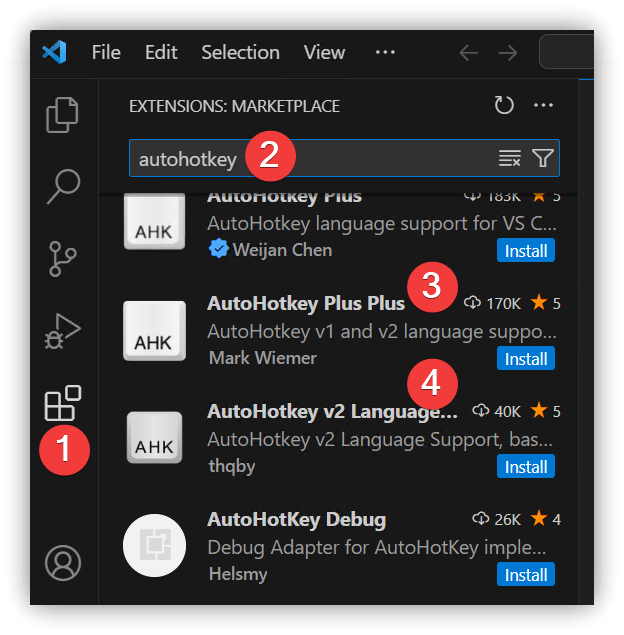 File Edit Selection View ···
EXTENSIONS: MARKETPLACE ···
autohotkey 2
AutoHotkey Plus 183K ★ 5
AHK
AutoHotkey language support for VS C...
Weijan Chen Install
3
AutoHotkey Plus Plus 170K ★ 5
AHK
AutoHotkey v1 and v2 language suppo...
Mark Wiemer Install
4
AutoHotkey v2 Language... 40K ★ 5
AHK
AutoHotkey v2 Language Support, bas...
thqby Install
1
AutoHotKey Debug 26K ★ 4
Debug Adapter for AutoHotKey imple...
Helsmy Install